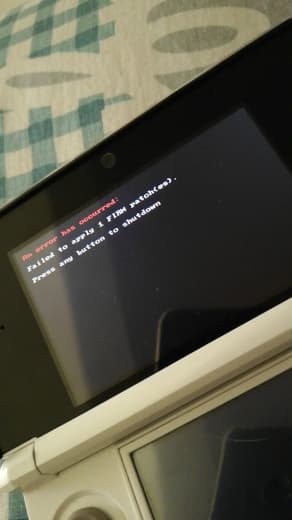 An error has occurred:
Failed to apply 1 FIRM patch(es).
Press any button to shutdown